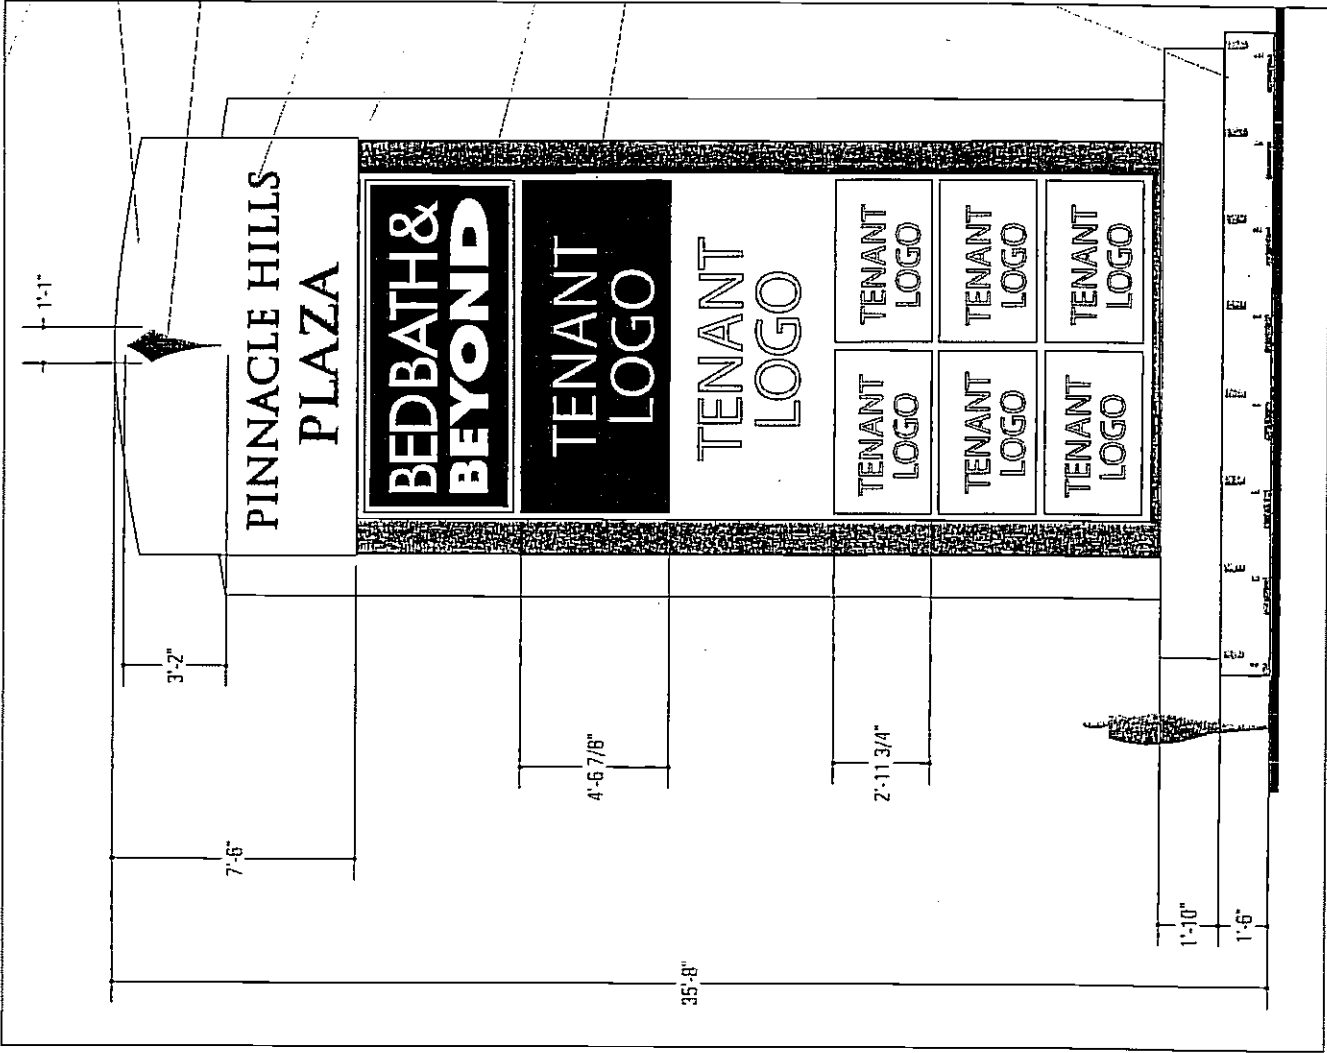 1'-1"
PINNACLE HILLS
PLAZA
3'-2"
7'-6"
BEDBATH&
BEYOND
TENANT
LOGO
4'-6 7/8"
TENANT
LOGO
TENANT
LOGO
TENANT
LOGO
2'-11 3/4"
TENANT
LOGO
TENANT
LOGO
TENANT
LOGO
TENANT
LOGO
35'-8"
1'-10"
1'-6"